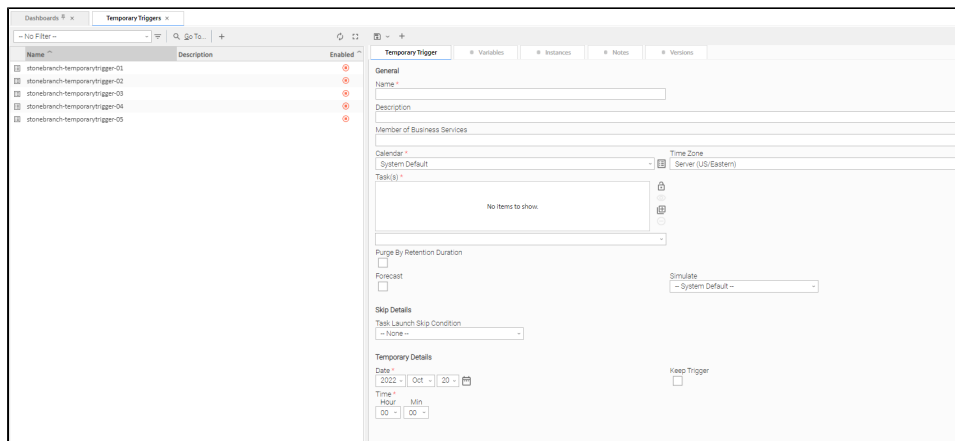 Dashboards ×
Temporary Triggers ×
-- No Filter --
Go To...
+
+
Name
Description
Enabled
stonebranch-temporarytrigger-01
stonebranch-temporarytrigger-02
stonebranch-temporarytrigger-03
stonebranch-temporarytrigger-04
stonebranch-temporarytrigger-05
Temporary Trigger
Variables
Instances
Notes
Versions
General
Name *
Description
Member of Business Services
Calendar *
Time Zone
System Default
Server (US/Eastern)
Task(s) *
No items to show.
Purge By Retention Duration
Forecast
Simulate
-- System Default --
Skip Details
Task Launch Skip Condition
-- None --
Temporary Details
Date *
Keep Trigger
2022 Oct 20
Time *
Hour Min
00 00